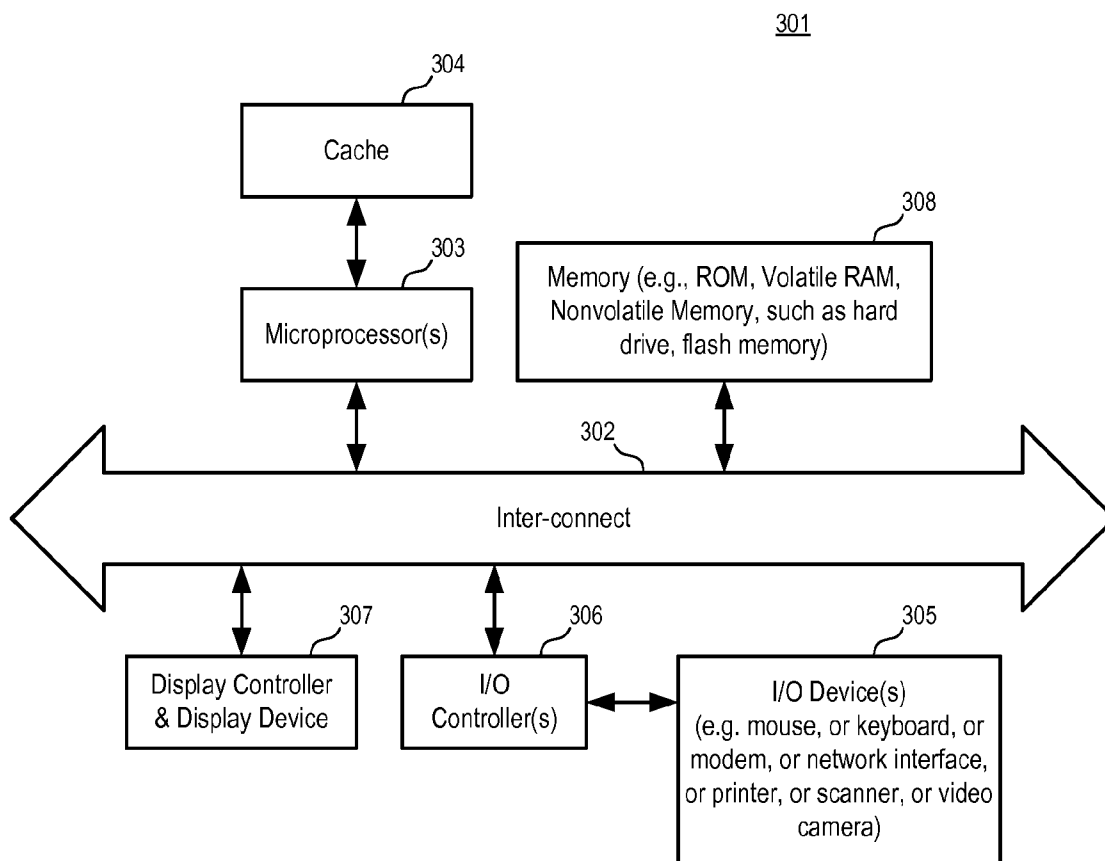 301
304
Cache
303
Microprocessor(s)
308
Memory (e.g., ROM, Volatile RAM,
Nonvolatile Memory, such as hard
drive, flash memory)
302
Inter-connect
307
Display Controller
& Display Device
306
I/O
Controller(s)
305
I/O Device(s)
(e.g. mouse, or keyboard, or
modem, or network interface,
or printer, or scanner, or video
camera)